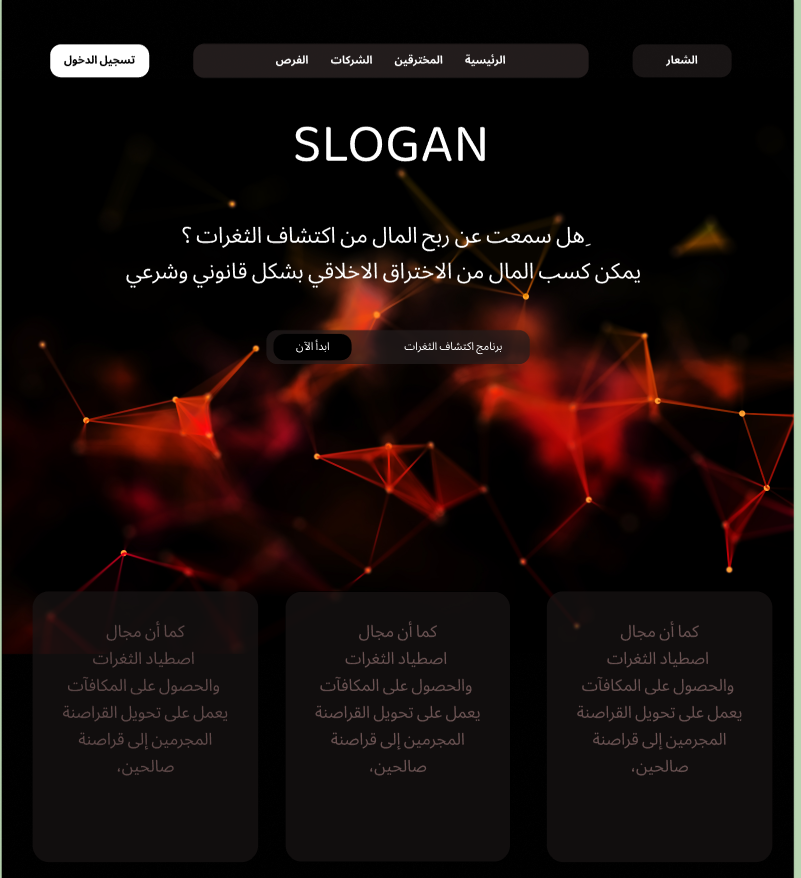 الشعار
الرئيسية المخترقين الشركات الفرص
تسجيل الدخول
SLOGAN
هل سمعت عن ربح المال من اكتشاف الثغرات ؟
يمكن كسب المال من الاختراق الاخلاقي بشكل قانوني وشرعي
برنامج اكتشاف الثغرات
ابدأ الآن
كما أن مجال
اصطياد الثغرات
والحصول على المكافآت
يعمل على تحويل القراصنة
المجرمين إلى قراصنة
صالحين،
كما أن مجال
اصطياد الثغرات
والحصول على المكافآت
يعمل على تحويل القراصنة
المجرمين إلى قراصنة
صالحين،
كما أن مجال
اصطياد الثغرات
والحصول على المكافآت
يعمل على تحويل القراصنة
المجرمين إلى قراصنة
صالحين،